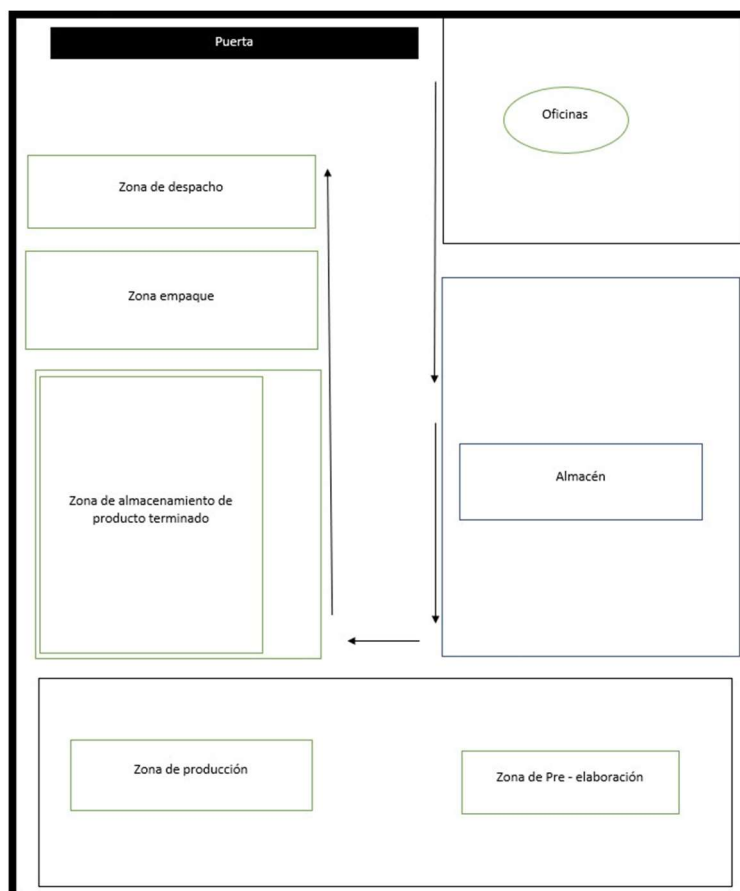 Puerta
Oficinas
Zona de despacho
Zona empaque
Zona de almacenamiento de
producto terminado
Almacén
Zona de producción
Zona de Pre - elaboración